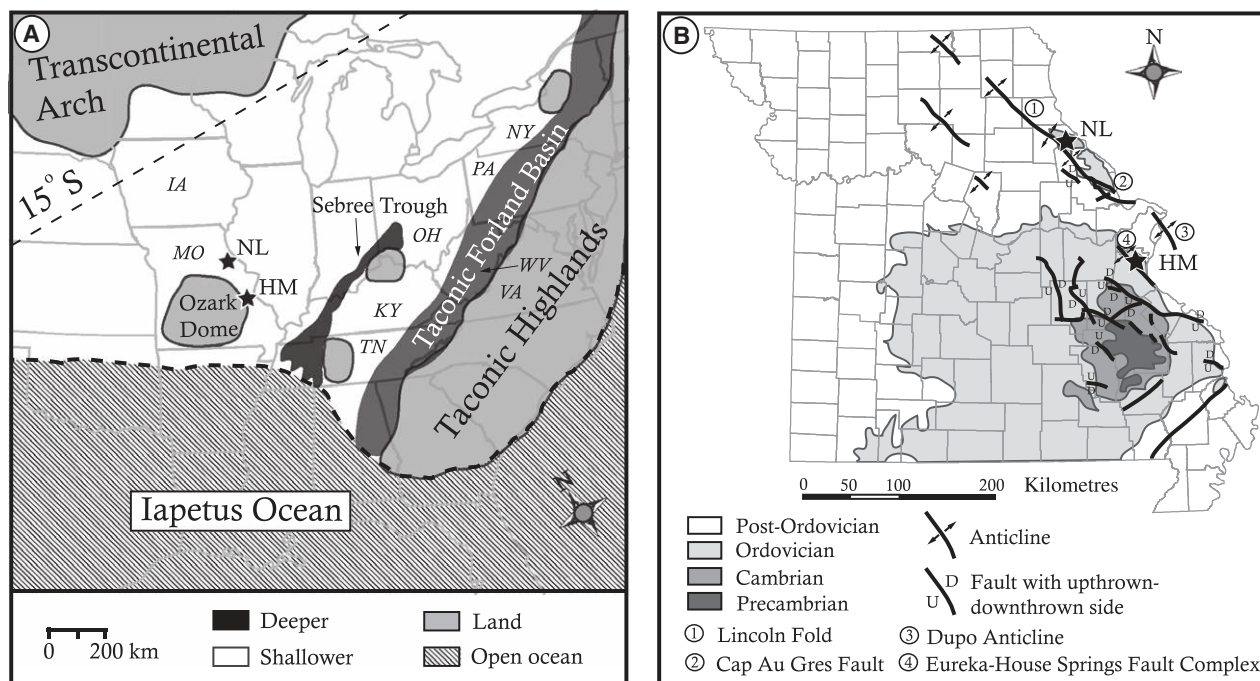 A
Transcontinental
Arch
15° S
IA
NY
PA
Sebree Trough
OH
MO
NL
HM
Ozark
Dome
WV
VA
KY
TN
Taconic Forland Basin
Taconic Highlands
Iapetus Ocean
N
0 200 km
Deeper
Land
Shallower
Open ocean
B
N
1
NL
D
U
2
3
4
HM
U
D
U
D
D
U
D
D
U
D
U
U
D
D
U
D
U
U
D
0 50 100 200 Kilometres
Post-Ordovician
Ordovician
Cambrian
Precambrian
Anticline
D
U
Fault with upthrown-
downthrown side
1 Lincoln Fold
3 Dupo Anticline
2 Cap Au Gres Fault
4 Eureka-House Springs Fault Complex